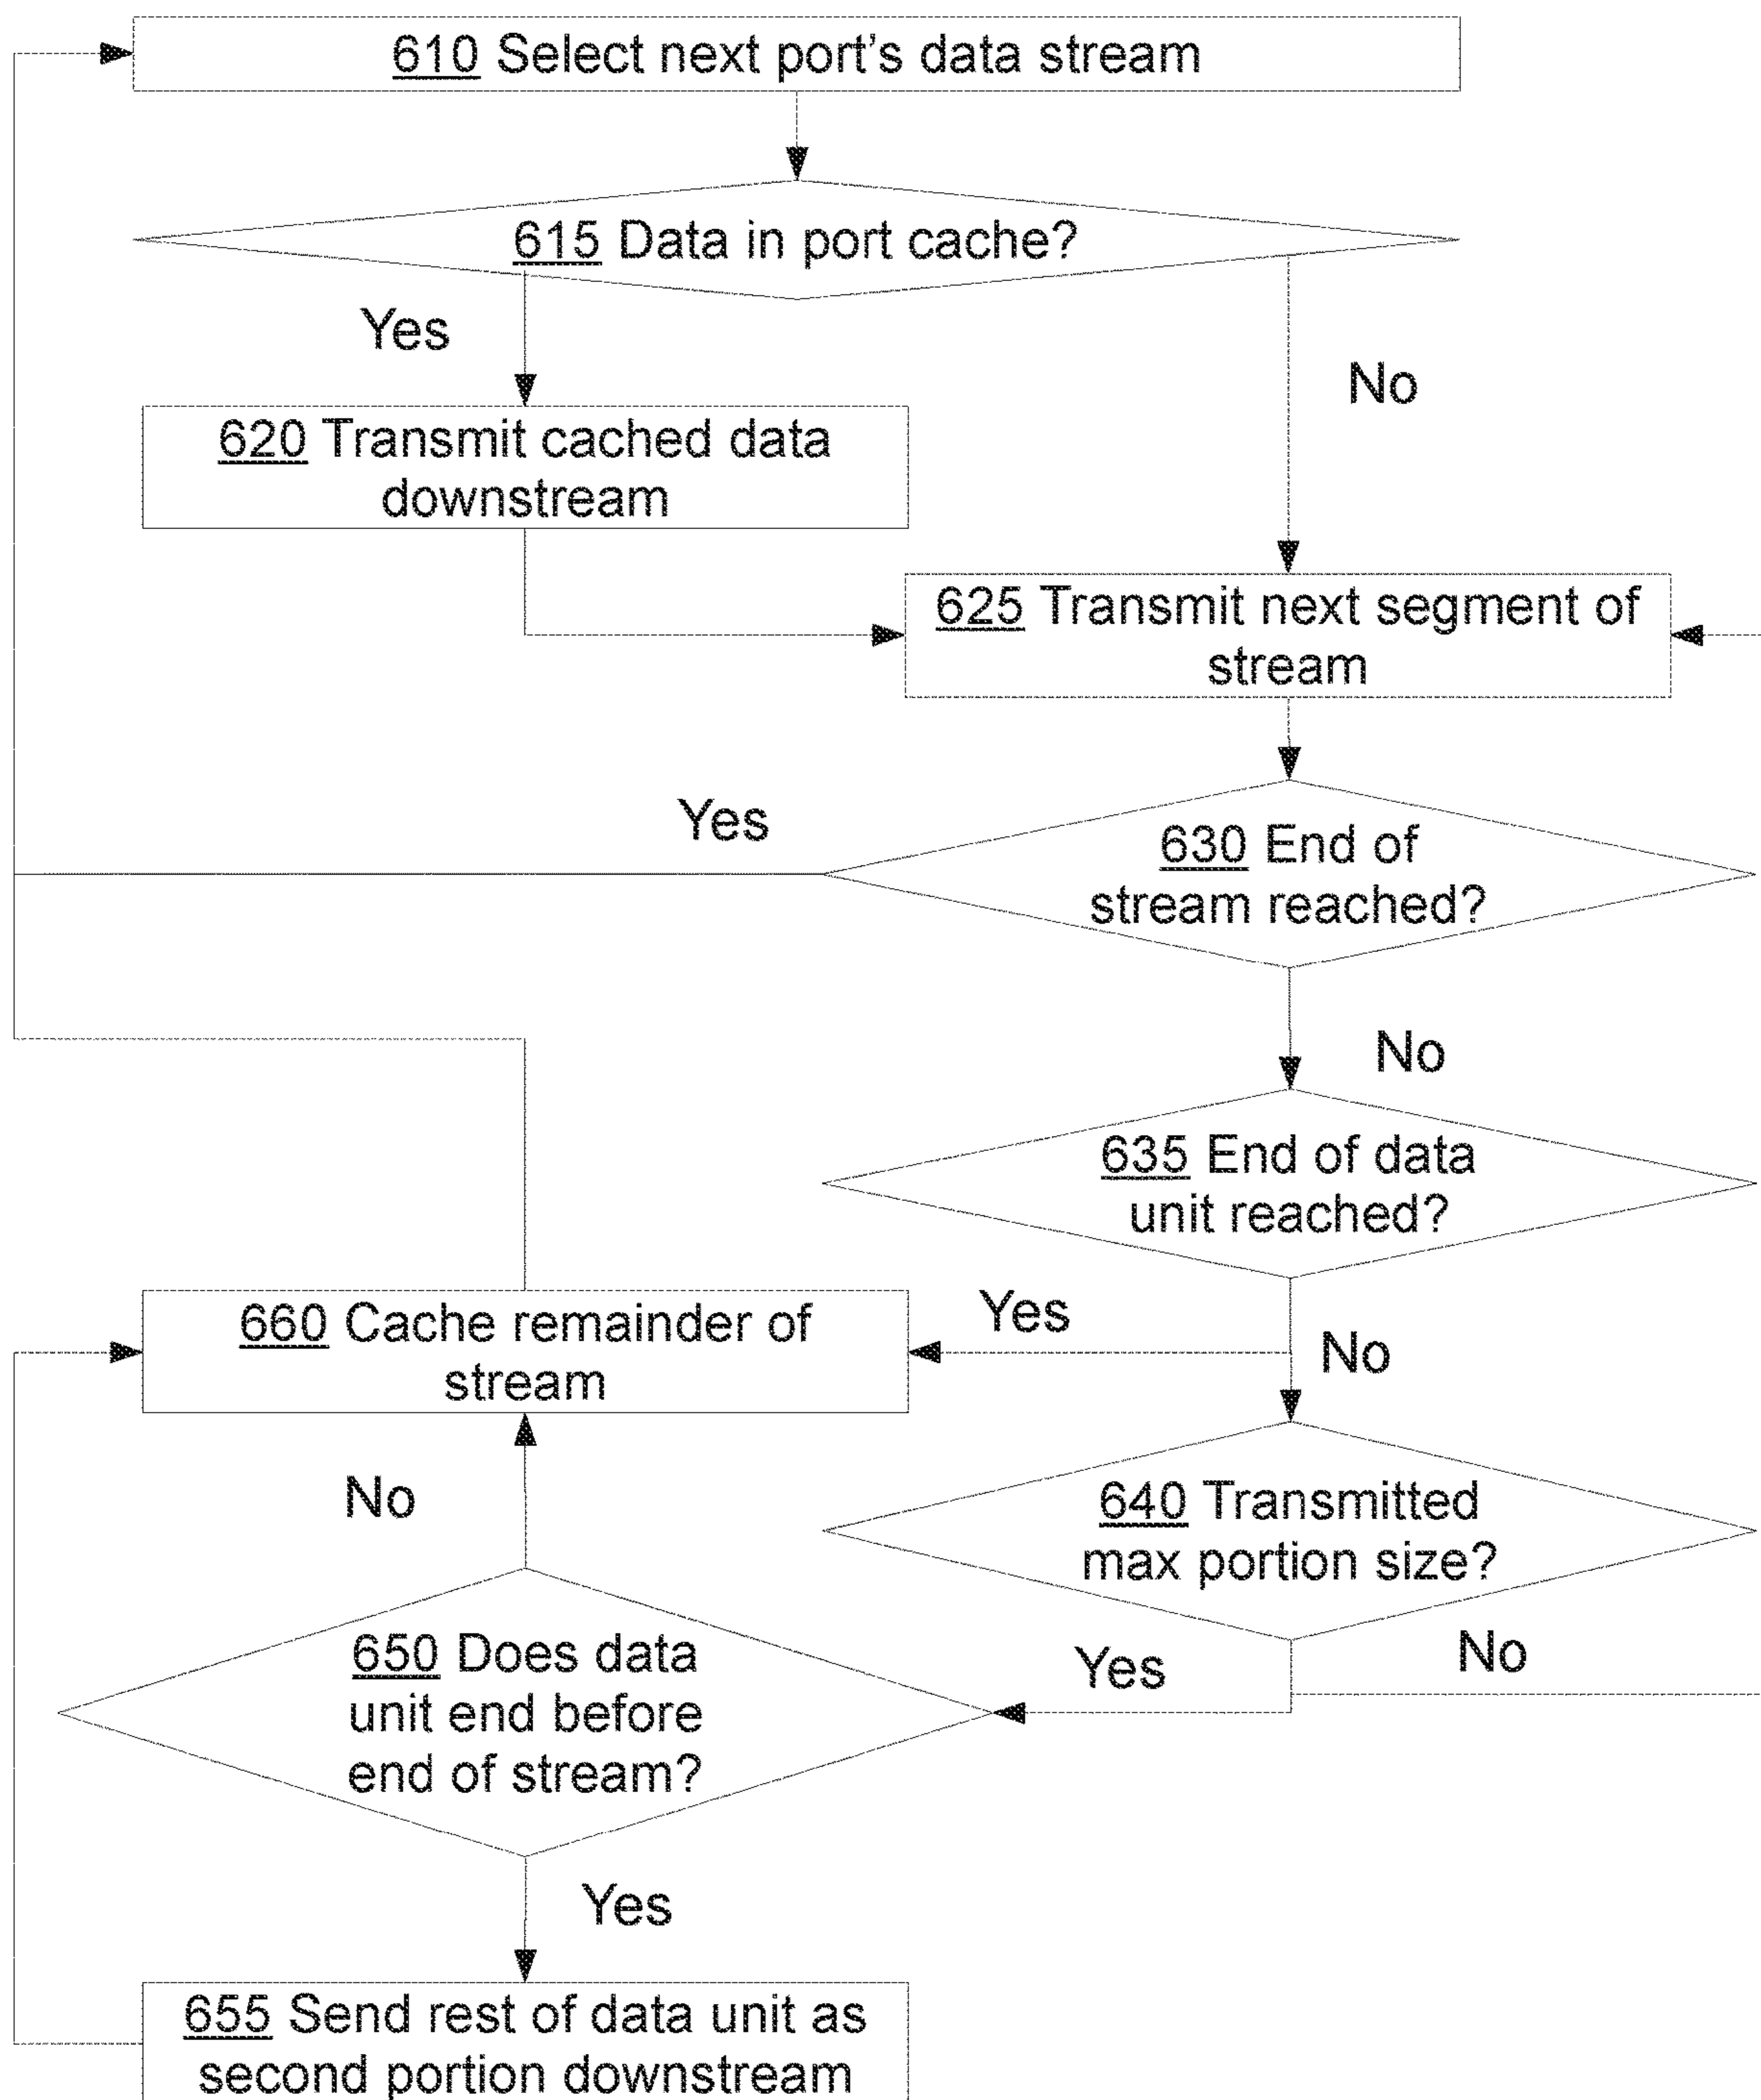 610 Select next port's data stream
615 Data in port cache?
Yes
No
620 Transmit cached data
downstream
625 Transmit next segment of
stream
Yes
630 End of
stream reached?
No
635 End of data
unit reached?
660 Cache remainder of
stream
Yes
No
No
640 Transmitted
max portion size?
650 Does data
unit end before
end of stream?
Yes
No
Yes
655 Send rest of data unit as
second portion downstream